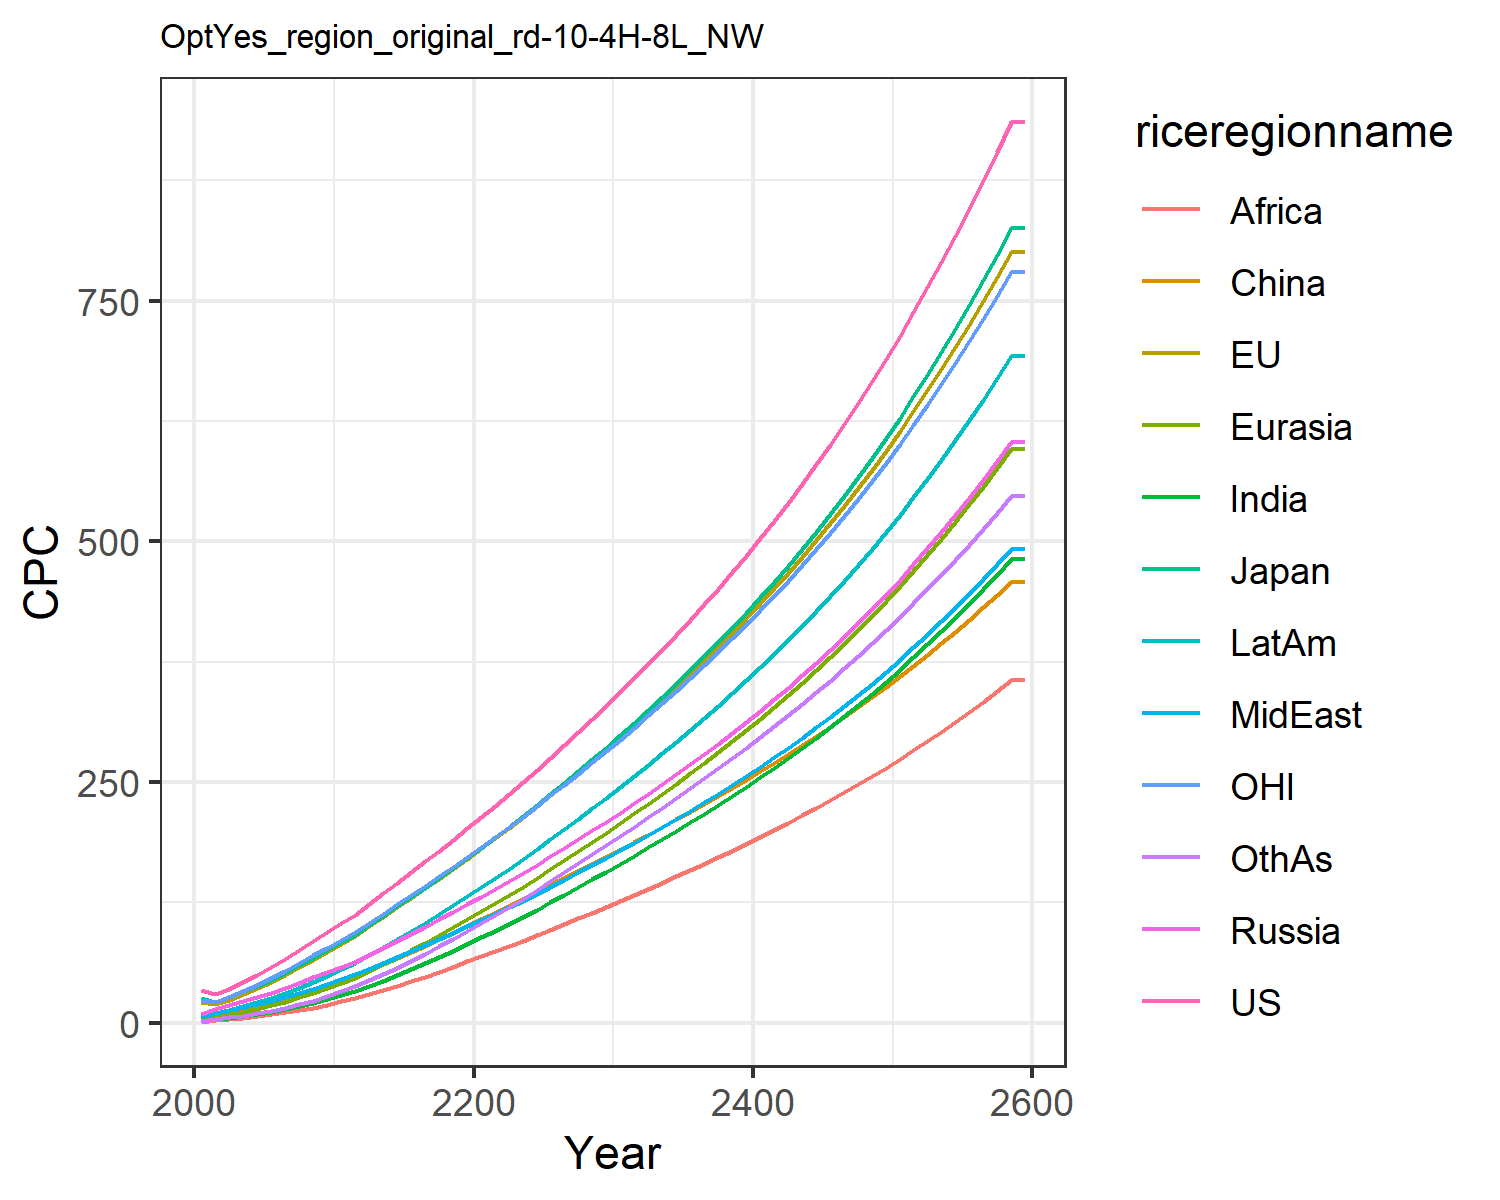 OptYes_region_original_rd-10-4H-8L_NW
CPC
750
500
250
0
2000
2200
2400
2600
Year
riceregionname
Africa
China
EU
Eurasia
India
Japan
LatAm
MidEast
OHI
OthAs
Russia
US